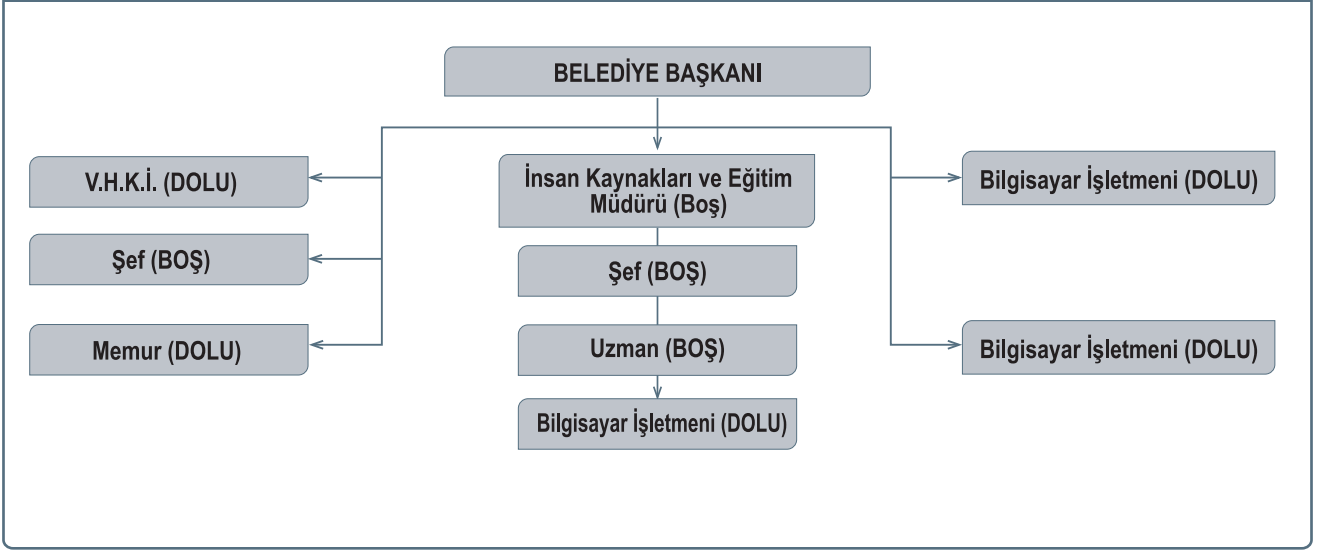 BELEDİYE BAŞKANI
V.H.K.İ. (DOLU)
Şef (BOŞ)
Memur (DOLU)
İnsan Kaynakları ve Eğitim
Müdürü (Boş)
Şef (BOŞ)
Uzman (BOŞ)
Bilgisayar İşletmeni (DOLU)
Bilgisayar İşletmeni (DOLU)
Bilgisayar İşletmeni (DOLU)